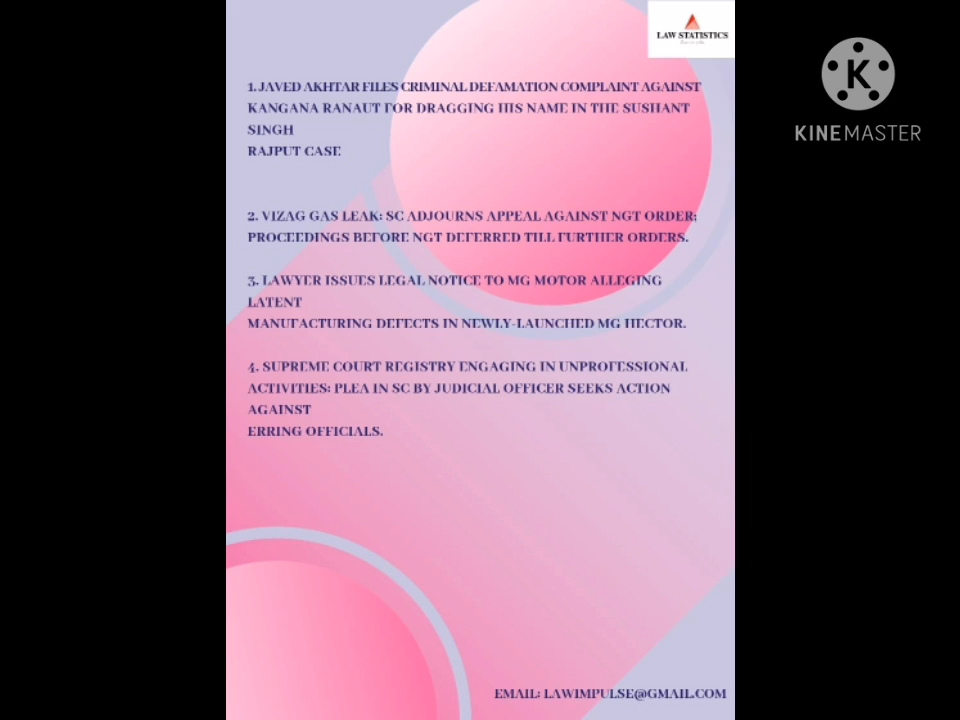 LAW STATISTICS
KINEMASTER
1. JAVED AKHTAR FILES CRIMINAL DEFAMATION COMPLAINT AGAINST
KANGANA RANAUT FOR DRAGGING HIS NAME IN THE SUSHANT
SINGH
RAJPUT CASE
2. VIZAG GAS LEAK: SC ADJOURNS APPEAL AGAINST NGT ORDER;
PROCEEDINGS BEFORE NGT DEFERRED TILL FURTHER ORDERS.
3. LAWYER ISSUES LEGAL NOTICE TO MG MOTOR ALLEGING
LATENT
MANUFACTURING DEFECTS IN NEWLY-LAUNCHED MG HECTOR.
4. SUPREME COURT REGISTRY ENGAGING IN UNPROFESSIONAL
ACTIVITIES: PLEA IN SC BY JUDICIAL OFFICER SEEKS ACTION
AGAINST
ERRING OFFICIALS.
EMAIL: LAWIMPULSE@GMAIL.COM